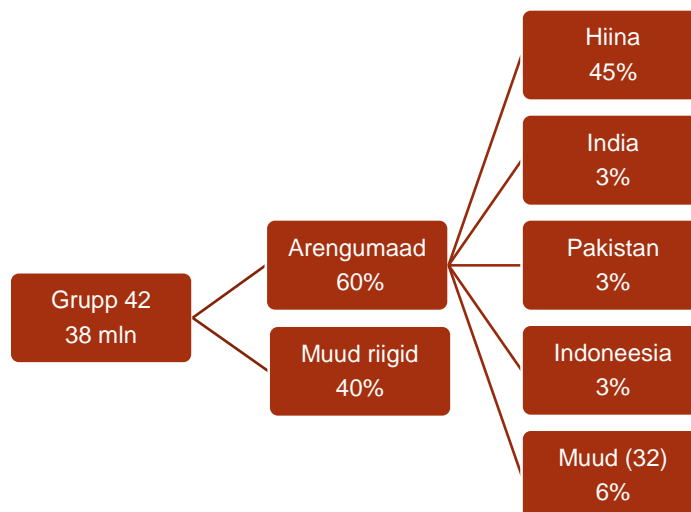 Grupp 42
38 mln
Arengumaad
60%
Muud riigid
40%
Hiina
45%
India
3%
Pakistan
3%
Indoneesia
3%
Muud (32)
6%